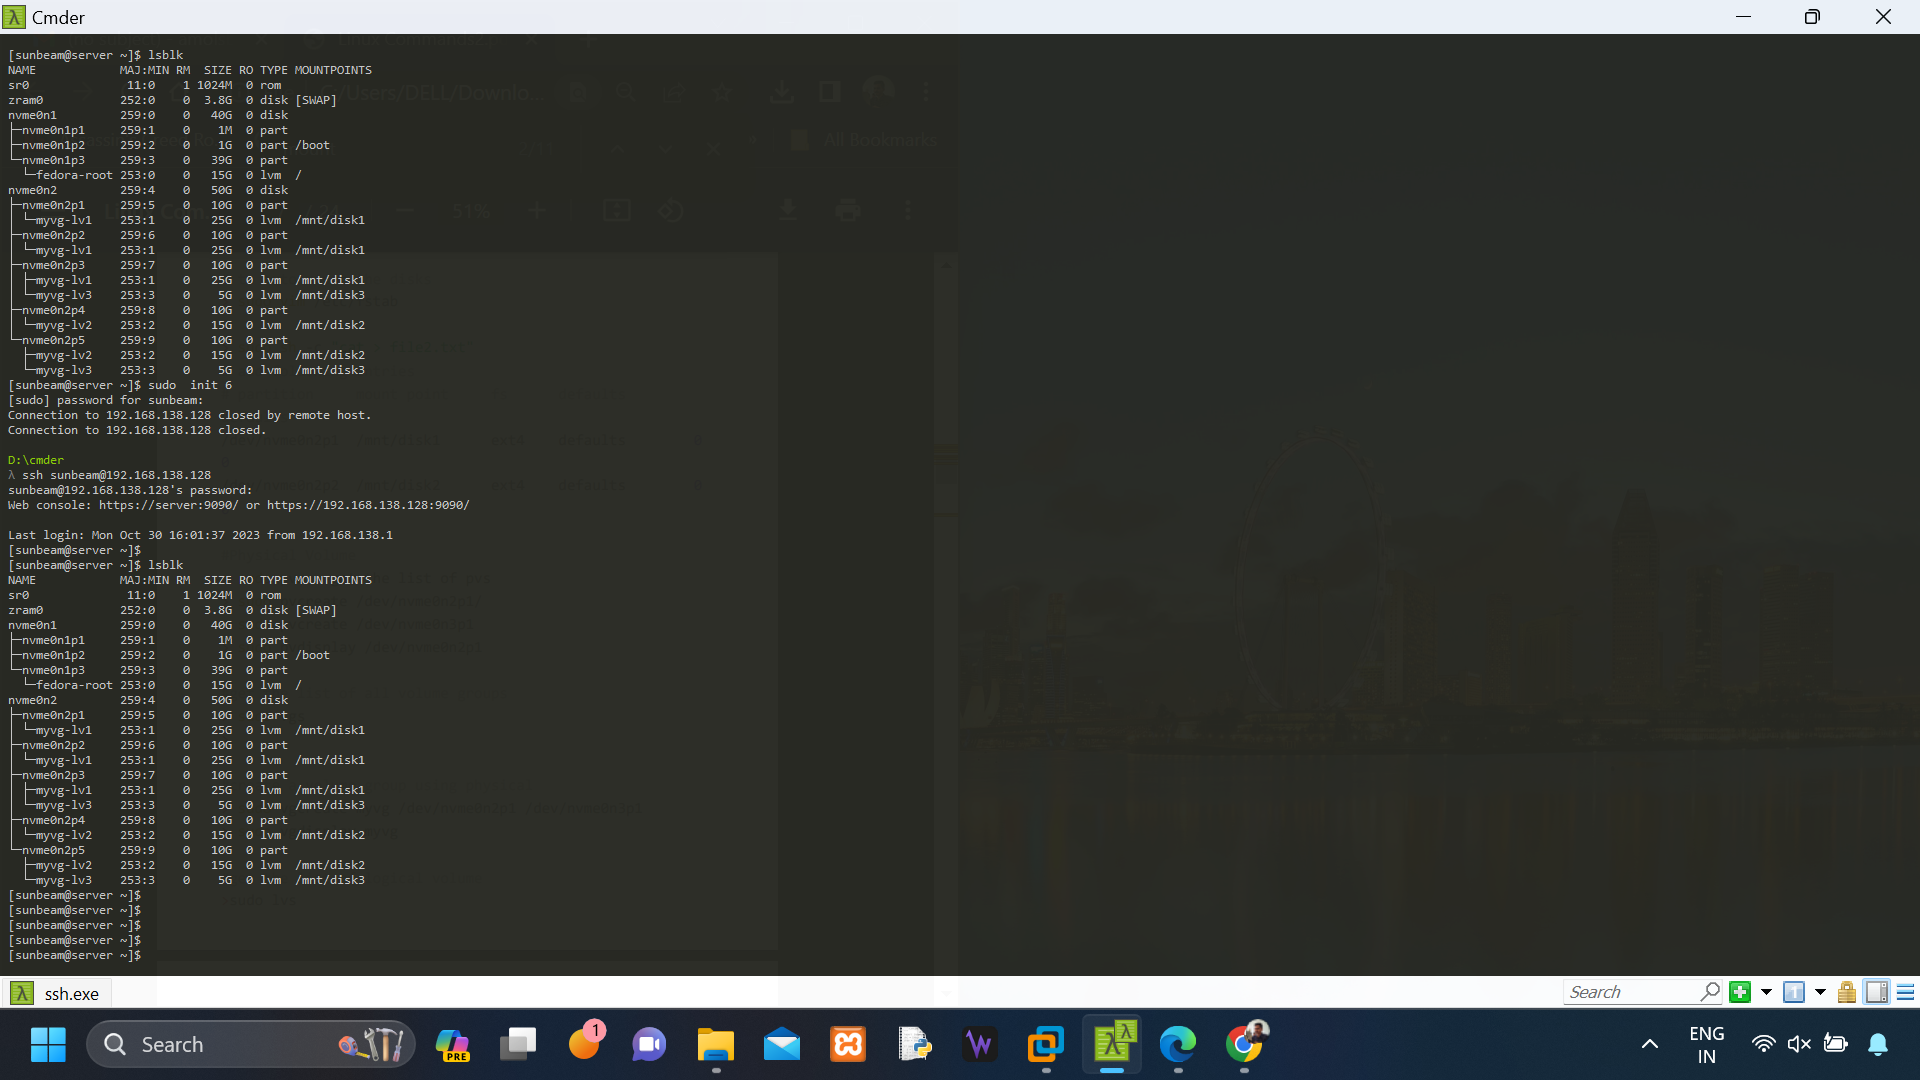 Cmder
[sunbeam@server ~]$ lsblk
NAME            MAJ:MIN RM  SIZE RO TYPE MOUNTPOINTS
sr0              11:0    1 1024M  0 rom
zram0           252:0    0  3.8G  0 disk [SWAP]
nvme0n1         259:0    0   40G  0 disk
├─nvme0n1p1     259:1    0    1M  0 part
├─nvme0n1p2     259:2    0    1G  0 part /boot
└─nvme0n1p3     259:3    0   39G  0 part
  └─fedora-root 253:0    0   15G  0 lvm  /
nvme0n2         259:4    0   50G  0 disk
├─nvme0n2p1     259:5    0   10G  0 part
│ └─myvg-lv1    253:1    0   25G  0 lvm  /mnt/disk1
├─nvme0n2p2     259:6    0   10G  0 part
│ └─myvg-lv1    253:1    0   25G  0 lvm  /mnt/disk1
├─nvme0n2p3     259:7    0   10G  0 part
│ ├─myvg-lv1    253:1    0   25G  0 lvm  /mnt/disk1
│ └─myvg-lv3    253:3    0    5G  0 lvm  /mnt/disk3
├─nvme0n2p4     259:8    0   10G  0 part
│ └─myvg-lv2    253:2    0   15G  0 lvm  /mnt/disk2
└─nvme0n2p5     259:9    0   10G  0 part
  ├─myvg-lv2    253:2    0   15G  0 lvm  /mnt/disk2
  └─myvg-lv3    253:3    0    5G  0 lvm  /mnt/disk3
[sunbeam@server ~]$ sudo  init 6
[sudo] password for sunbeam:
Connection to 192.168.138.128 closed by remote host.
Connection to 192.168.138.128 closed.
D:\cmder
λ ssh sunbeam@192.168.138.128
sunbeam@192.168.138.128's password:
Web console: https://server:9090/ or https://192.168.138.128:9090/
Last login: Mon Oct 30 16:01:37 2023 from 192.168.138.1
[sunbeam@server ~]$
[sunbeam@server ~]$ lsblk
NAME            MAJ:MIN RM  SIZE RO TYPE MOUNTPOINTS
sr0              11:0    1 1024M  0 rom
zram0           252:0    0  3.8G  0 disk [SWAP]
nvme0n1         259:0    0   40G  0 disk
├─nvme0n1p1     259:1    0    1M  0 part
├─nvme0n1p2     259:2    0    1G  0 part /boot
└─nvme0n1p3     259:3    0   39G  0 part
  └─fedora-root 253:0    0   15G  0 lvm  /
nvme0n2         259:4    0   50G  0 disk
├─nvme0n2p1     259:5    0   10G  0 part
│ └─myvg-lv1    253:1    0   25G  0 lvm  /mnt/disk1
├─nvme0n2p2     259:6    0   10G  0 part
│ └─myvg-lv1    253:1    0   25G  0 lvm  /mnt/disk1
├─nvme0n2p3     259:7    0   10G  0 part
│ ├─myvg-lv1    253:1    0   25G  0 lvm  /mnt/disk1
│ └─myvg-lv3    253:3    0    5G  0 lvm  /mnt/disk3
├─nvme0n2p4     259:8    0   10G  0 part
│ └─myvg-lv2    253:2    0   15G  0 lvm  /mnt/disk2
└─nvme0n2p5     259:9    0   10G  0 part
  ├─myvg-lv2    253:2    0   15G  0 lvm  /mnt/disk2
  └─myvg-lv3    253:3    0    5G  0 lvm  /mnt/disk3
[sunbeam@server ~]$
[sunbeam@server ~]$
[sunbeam@server ~]$
[sunbeam@server ~]$
[sunbeam@server ~]$
/Users/DELL/Downlo...
All Bookmarks
51%
ssh.exe
Search
Search
PRE
1
ENG
IN